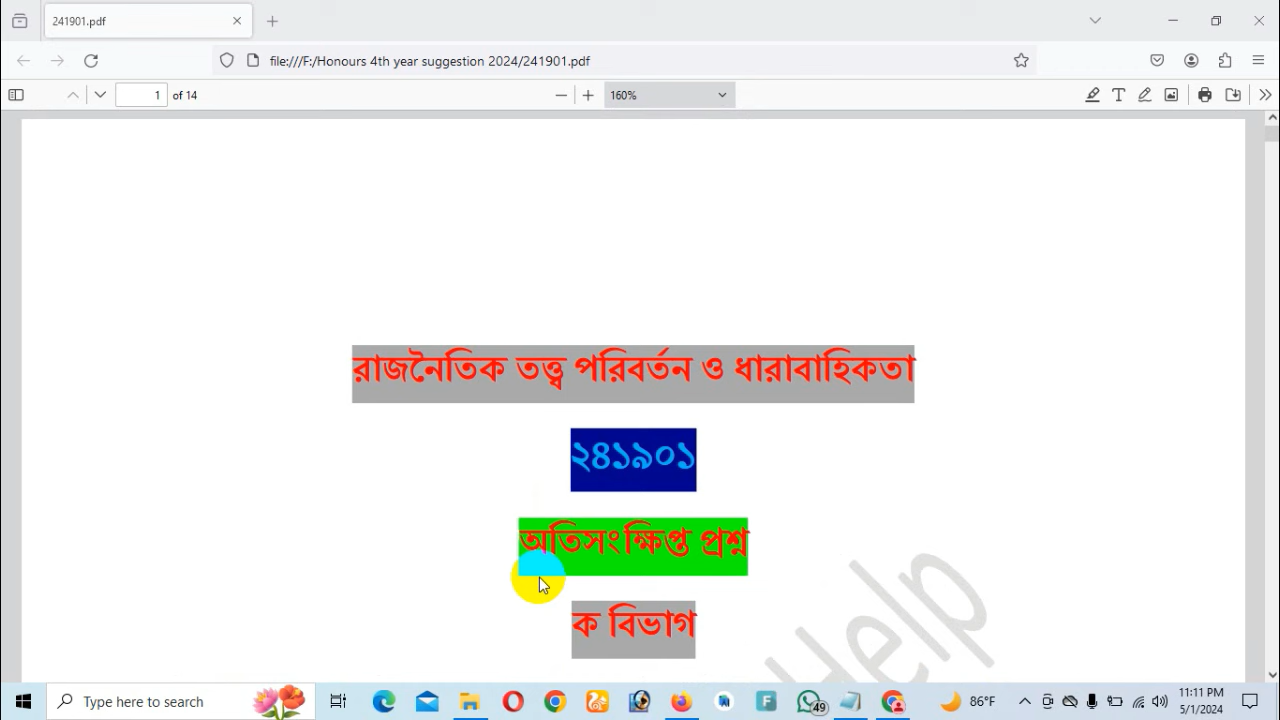 241901.pdf
file:///F:/Honours 4th year suggestion 2024/241901.pdf
1 of 14
160%
রাজনৈতিক তত্ত্ব পরিবর্তন ও ধারাবাহিকতা
২৪১৯০১
অতিসংক্ষিপ্ত প্রশ্ন
ক বিভাগ
Help
Type here to search
49
86°F
11:11 PM
5/1/2024